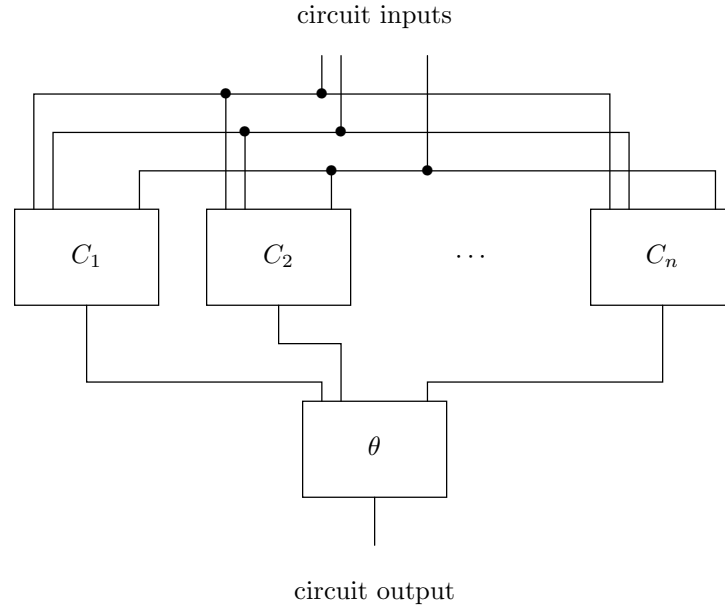 circuit inputs
C₁ C₂ ⋯ Cₙ
θ
circuit output